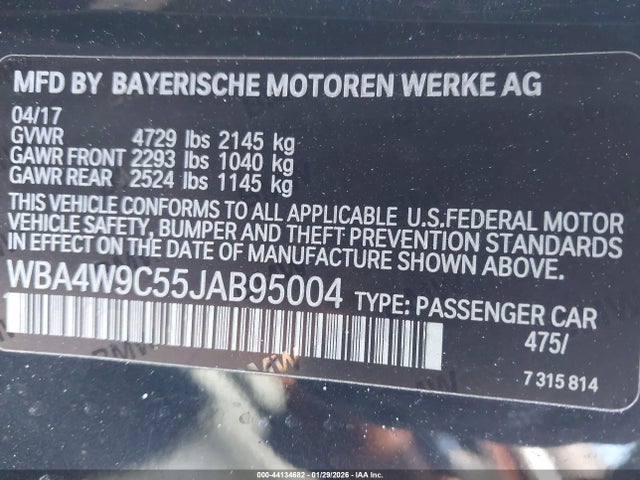 MFD BY BAYERISCHE MOTOREN WERKE AG
04/17
GVWR 4729 lbs 2145 kg
GAWR FRONT 2293 lbs 1040 kg
GAWR REAR 2524 lbs 1145 kg
THIS VEHICLE CONFORMS TO ALL APPLICABLE U.S.FEDERAL MOTOR
VEHICLE SAFETY, BUMPER AND THEFT PREVENTION STANDARDS
IN EFFECT ON THE DATE OF MANUFACTURE SHOWN ABOVE.
WBA4W9C55JAB95004 TYPE: PASSENGER CAR
475/
7 315 814
000-44134682 - 01/29/2026 - IAA Inc.